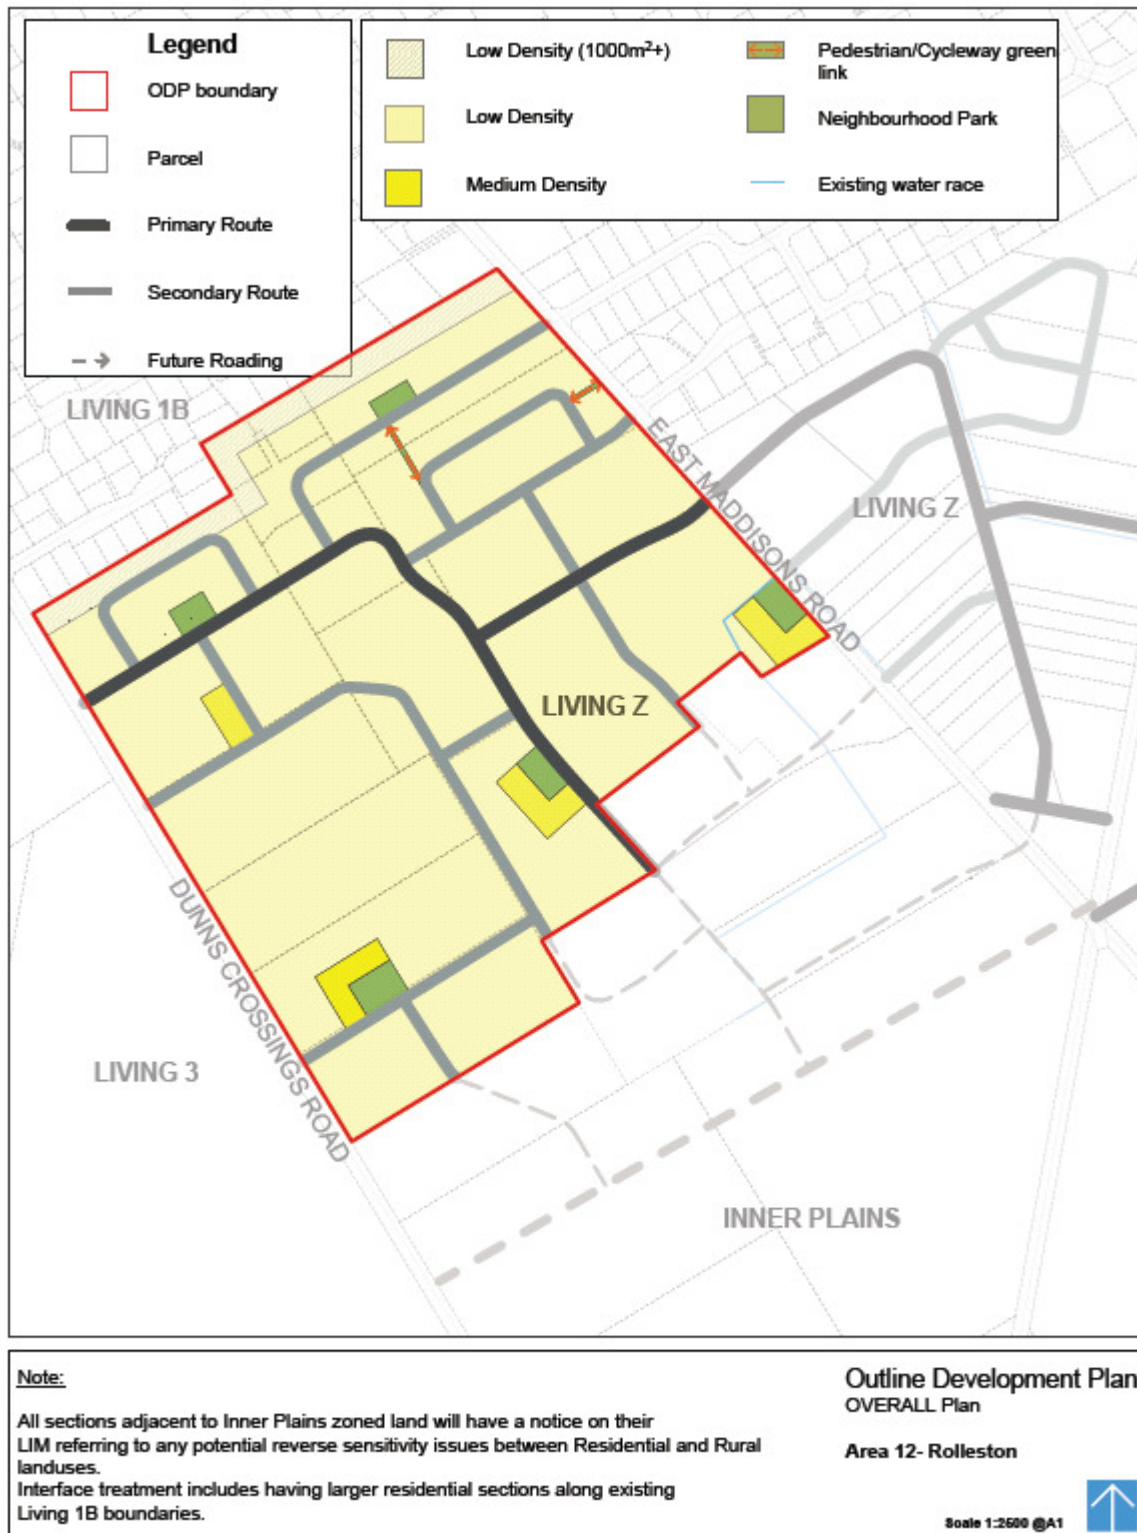 Legend
ODP boundary
Parcel
Primary Route
Secondary Route
Future Roading
Low Density (1000m²+)
Low Density
Medium Density
Pedestrian/Cycleway green
link
Neighbourhood Park
Existing water race
LIVING 1B
EAST MADDISONS ROAD
LIVING Z
LIVING Z
DUNNS CROSSINGS ROAD
LIVING 3
INNER PLAINS
Note:
All sections adjacent to Inner Plains zoned land will have a notice on their
LIM referring to any potential reverse sensitivity issues between Residential and Rural
landuses.
Interface treatment includes having larger residential sections along existing
Living 1B boundaries.
Outline Development Plan
OVERALL Plan
Area 12- Rolleston
Scale 1:2500 @A1